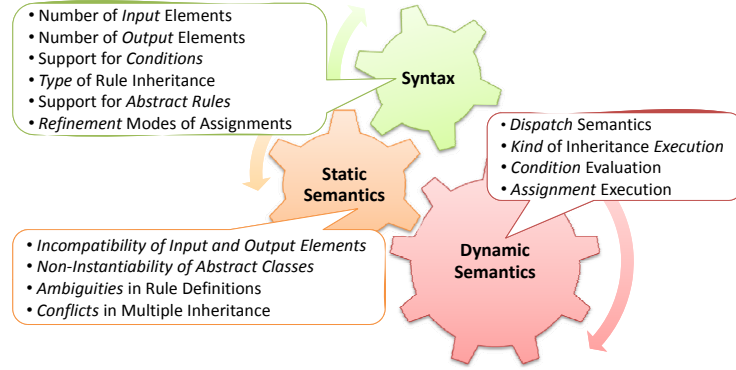 • Number of Input Elements
• Number of Output Elements
• Support for Conditions
• Type of Rule Inheritance
• Support for Abstract Rules
• Refinement Modes of Assignments
Syntax
• Dispatch Semantics
• Kind of Inheritance Execution
• Condition Evaluation
• Assignment Execution
Static
Semantics
• Incompatibility of Input and Output Elements
• Non-Instantiability of Abstract Classes
• Ambiguities in Rule Definitions
• Conflicts in Multiple Inheritance
Dynamic
Semantics